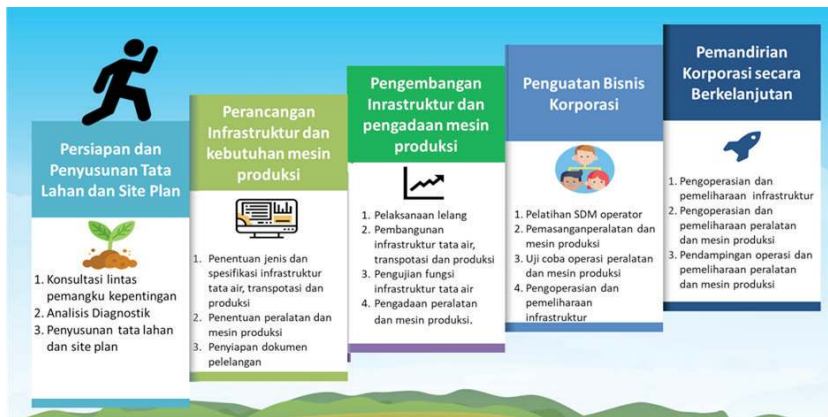 Persiapan dan
Penyusunan Tata
Lahan dan Site Plan
1. Konsultasi lintas
pemangku kepentingan
2. Analisis Diagnostik
3. Penyusunan tata lahan
dan site plan
Perancangan
Infrastruktur dan
kebutuhan mesin
produksi
1. Penentuan jenis dan
spesifikasi infrastruktur
tata air, transpotasi dan
produksi
2. Penentuan peralatan dan
mesin produksi
3. Penyiapan dokumen
pelelangan
Pengembangan
Inrastruktur dan
pengadaan mesin
produksi
1. Pelaksanaan lelang
2. Pembangunan
infrastruktur tata air,
transpotasi dan produksi
3. Pengujian fungsi
infrastruktur tata air
4. Pengadaan peralatan
dan mesin produksi.
Penguatan Bisnis
Korporasi
1. Pelatihan SDM operator
2. Pemasanganperalatan dan
mesin produksi
3. Uji coba operasi peralatan
dan mesin produksi
4. Pengoperasian dan
pemeliharaan
infrastruktur
Pemandirian
Korporasi secara
Berkelanjutan
1. Pengoperasian dan
pemeliharaan infrastruktur
2. Pengoperasian dan
pemeliharaan peralatan
dan mesin produksi
3. Pendampingan operasi dan
pemeliharaan peralatan
dan mesin produksi